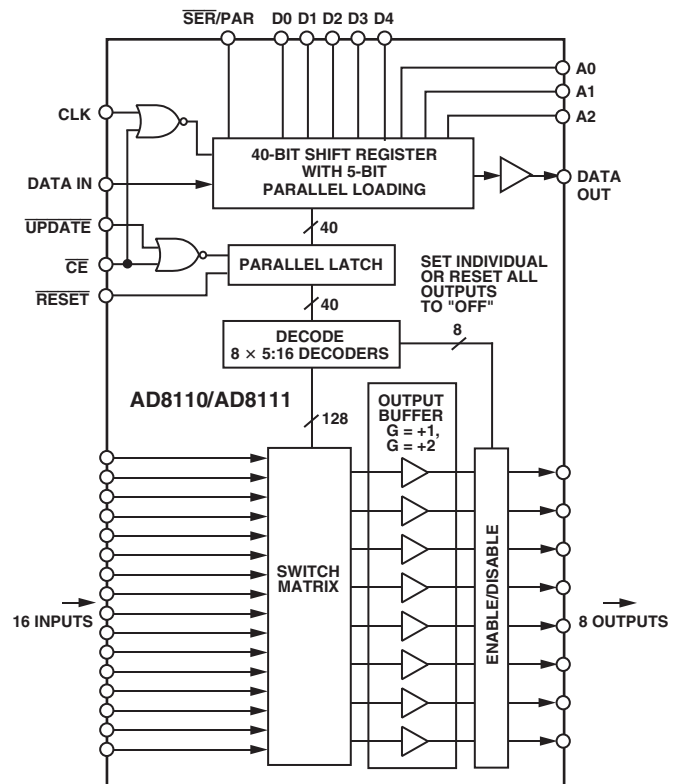 SER/PAR D0 D1 D2 D3 D4
A0
A1
A2
CLK
40-BIT SHIFT REGISTER
WITH 5-BIT
PARALLEL LOADING
DATA IN
DATA
OUT
UPDATE
40
CE
PARALLEL LATCH
SET INDIVIDUAL
OR RESET ALL
OUTPUTS
TO "OFF"
RESET
40
DECODE
8 × 5:16 DECODERS
8
AD8110/AD8111
128
OUTPUT
BUFFER
G = +1,
G = +2
SWITCH
MATRIX
ENABLE/DISABLE
16 INPUTS
8 OUTPUTS